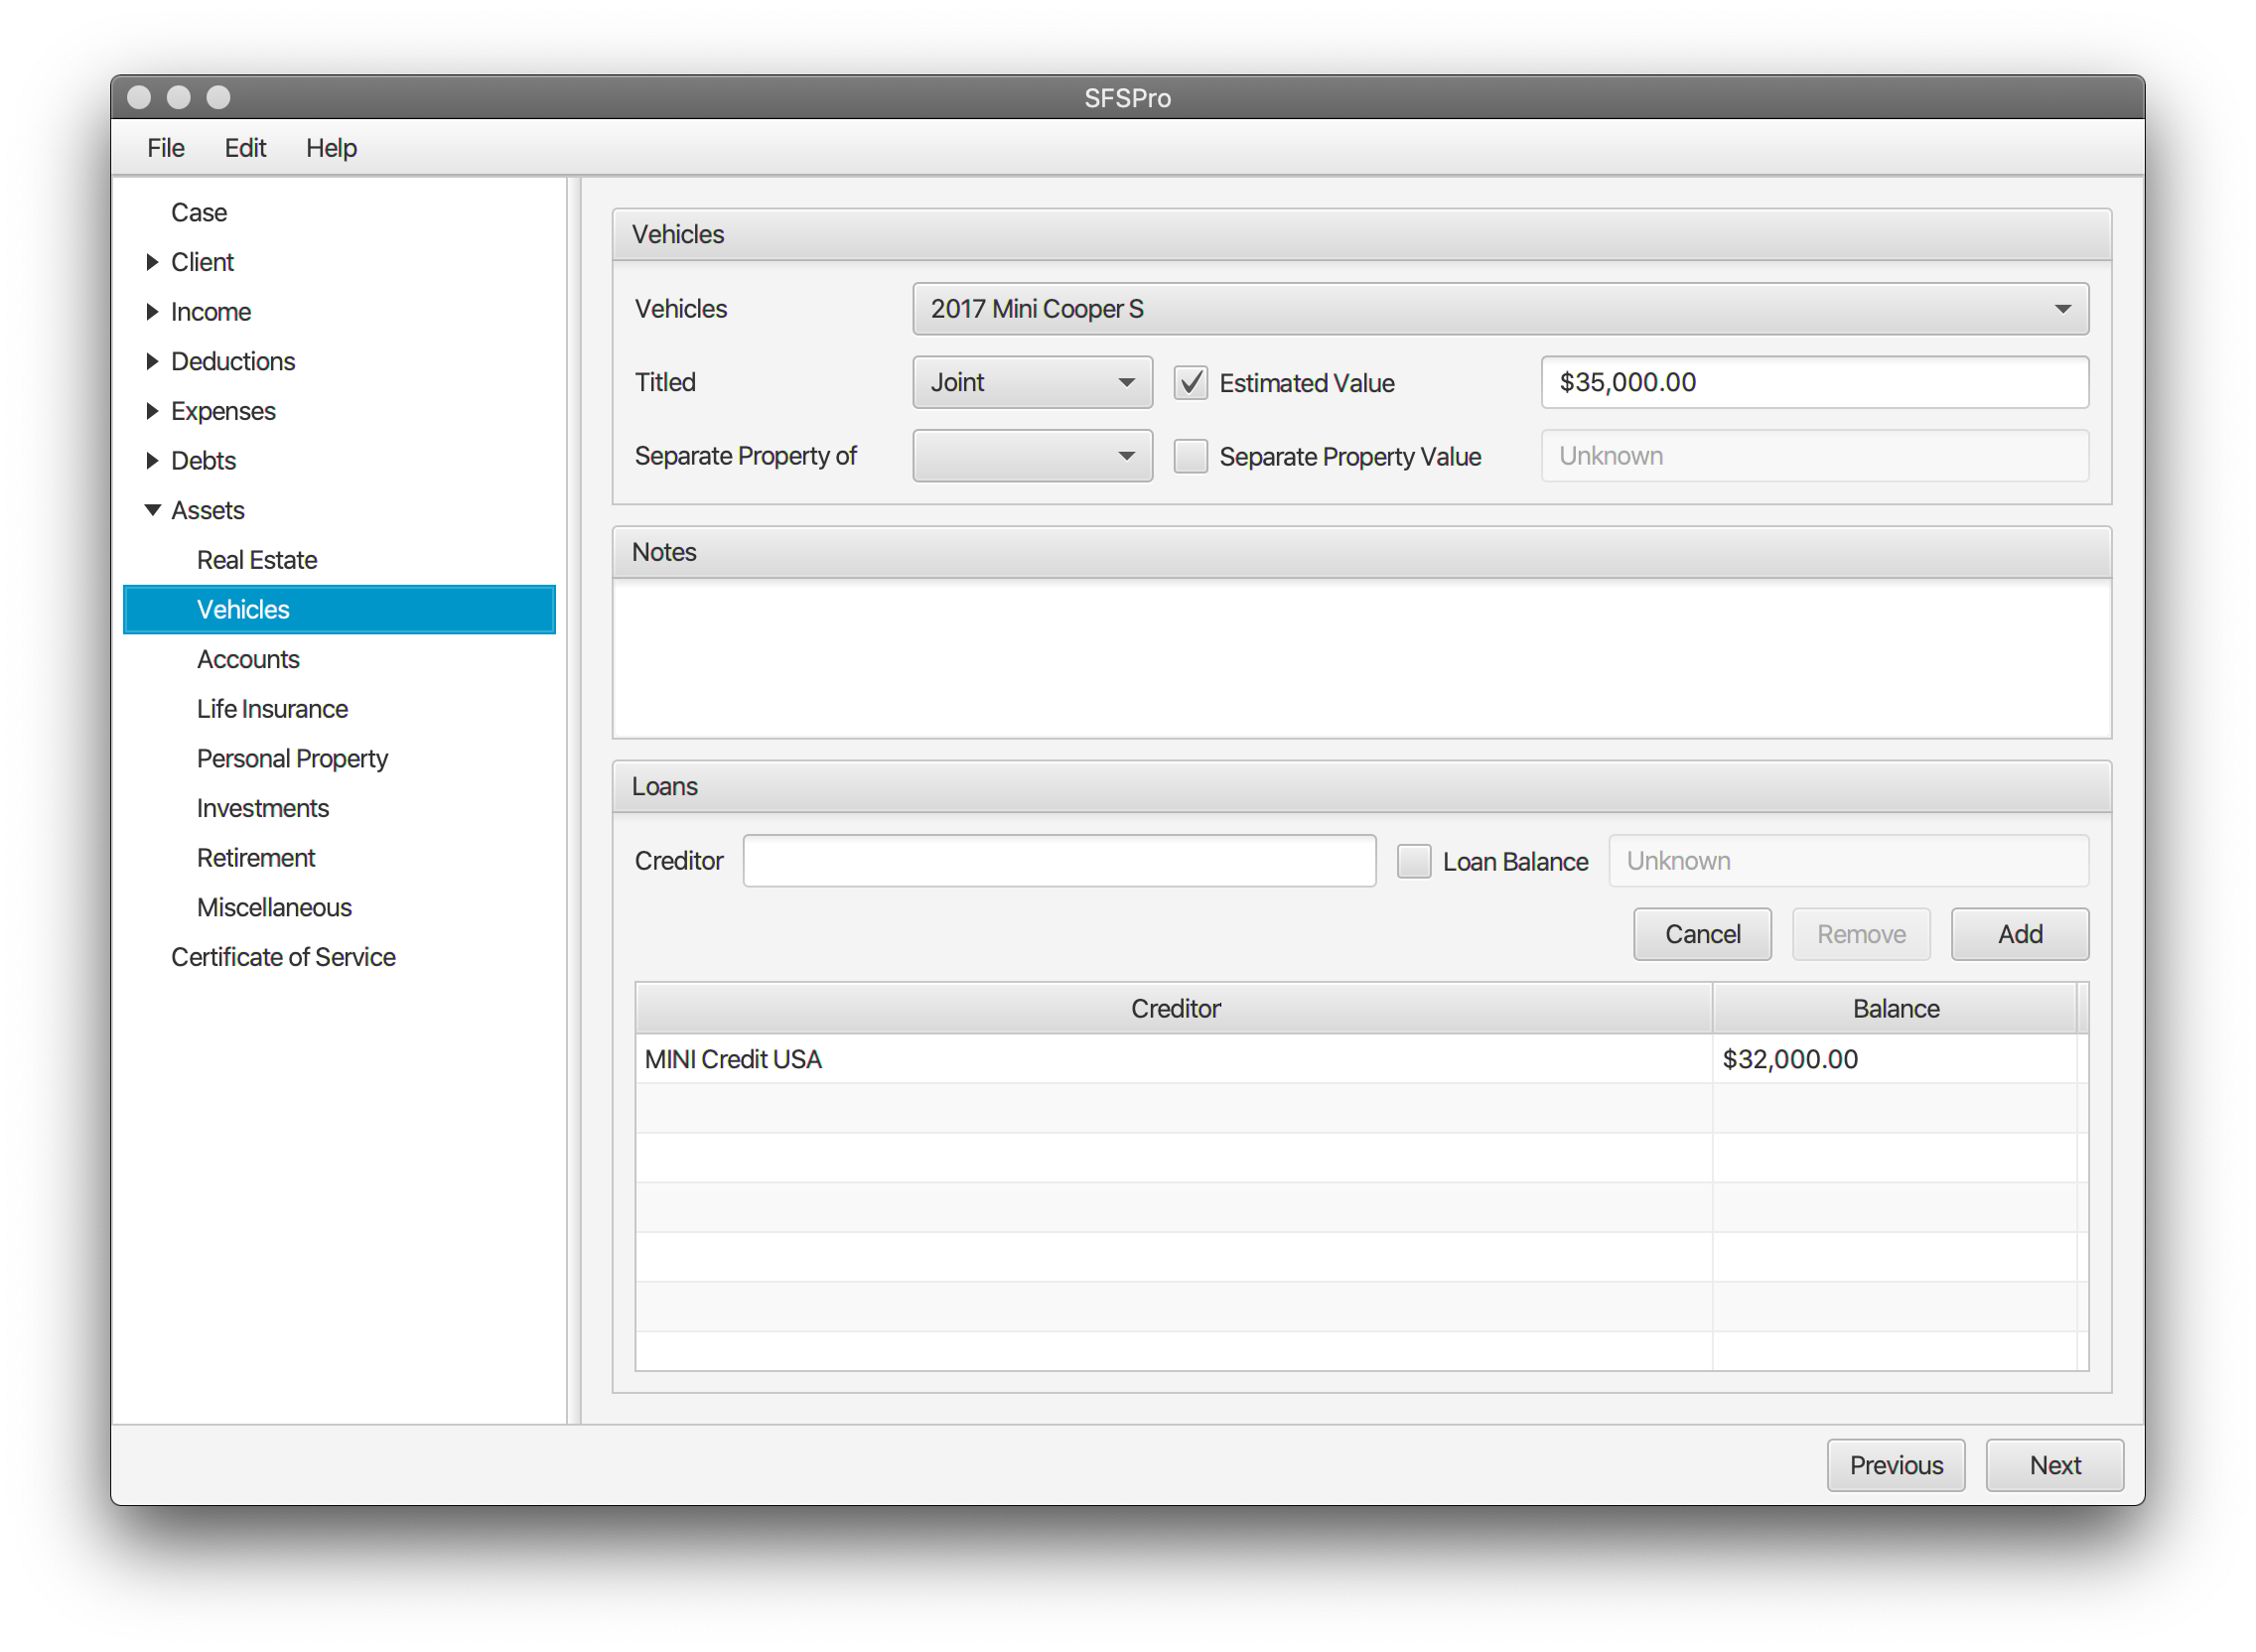 SFSPro
File Edit Help
Case
Client
Income
Deductions
Expenses
Debts
Assets
Real Estate
Vehicles
Accounts
Life Insurance
Personal Property
Investments
Retirement
Miscellaneous
Certificate of Service
Vehicles
Vehicles 2017 Mini Cooper S
Titled Joint Estimated Value $35,000.00
Separate Property of Separate Property Value Unknown
Notes
Loans
Creditor Loan Balance Unknown
Cancel Remove Add
Creditor Balance
MINI Credit USA $32,000.00
Previous Next